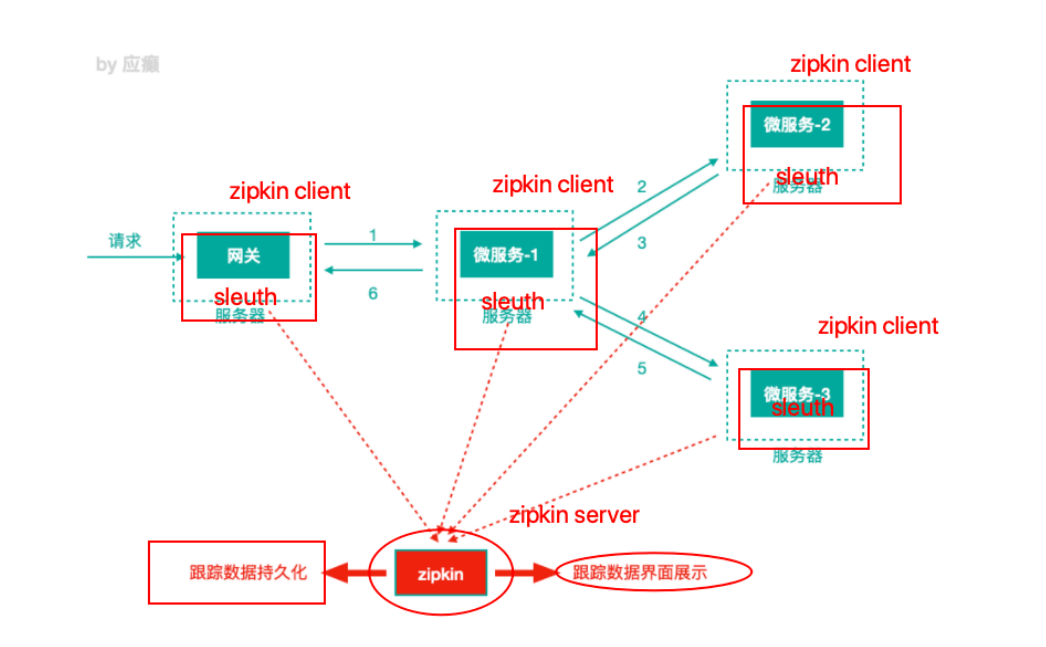 by 应癫
zipkin client
微服务-2
sleuth
服务器
zipkin client
zipkin client
2
请求
网关
1
微服务-1
3
sleuth
服务器
6
sleuth
服务器
4
zipkin client
5
微服务-3
sleuth
服务器
zipkin server
跟踪数据持久化
zipkin
跟踪数据界面展示